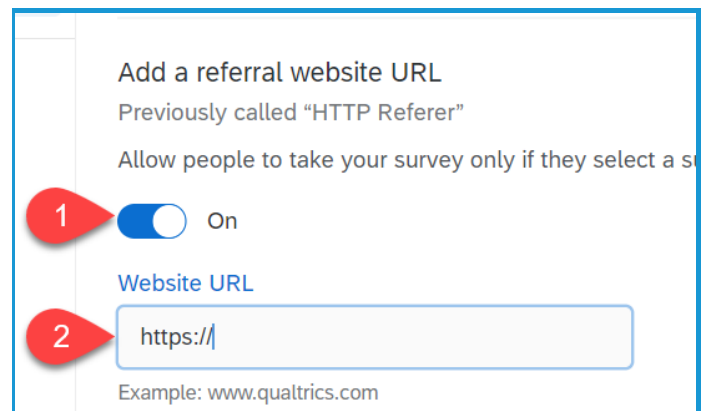 Add a referral website URL
Previously called “HTTP Referer”
Allow people to take your survey only if they select a
1
On
Website URL
2
https://
Example: www.qualtrics.com